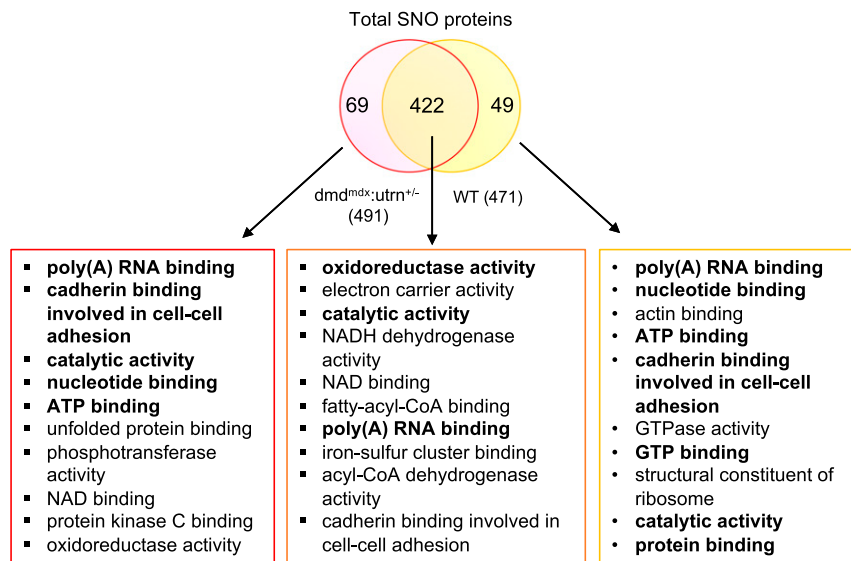 Total SNO proteins
69
422
49
dmd^mdx:utrn^+/-
(491)
WT (471)
▪ poly(A) RNA binding
▪ cadherin binding
involved in cell-cell
adhesion
▪ catalytic activity
▪ nucleotide binding
▪ ATP binding
▪ unfolded protein binding
▪ phosphotransferase
activity
▪ NAD binding
▪ protein kinase C binding
▪ oxidoreductase activity
▪ oxidoreductase activity
▪ electron carrier activity
▪ catalytic activity
▪ NADH dehydrogenase
activity
▪ NAD binding
▪ fatty-acyl-CoA binding
▪ poly(A) RNA binding
▪ iron-sulfur cluster binding
▪ acyl-CoA dehydrogenase
activity
▪ cadherin binding involved in
cell-cell adhesion
• poly(A) RNA binding
• nucleotide binding
• actin binding
• ATP binding
• cadherin binding
involved in cell-cell
adhesion
• GTPase activity
• GTP binding
• structural constituent of
ribosome
• catalytic activity
• protein binding